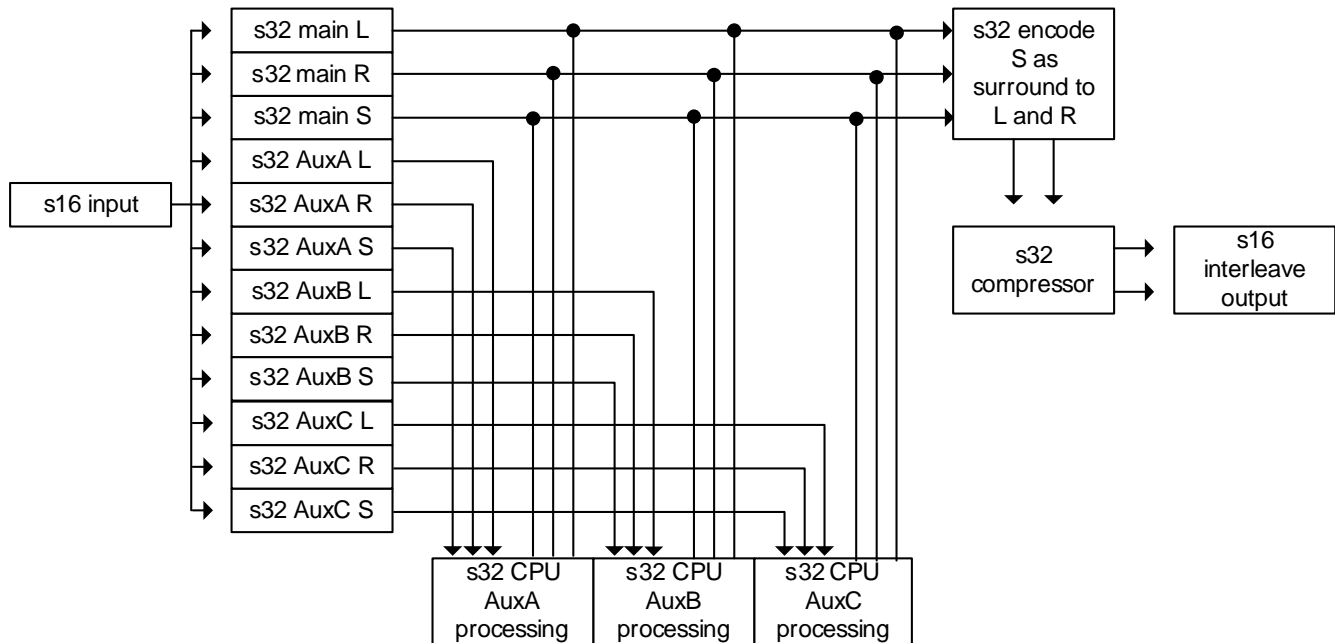 s16 input
s32 main L
s32 main R
s32 main S
s32 AuxA L
s32 AuxA R
s32 AuxA S
s32 AuxB L
s32 AuxB R
s32 AuxB S
s32 AuxC L
s32 AuxC R
s32 AuxC S
s32 CPU
AuxA
processing
s32 CPU
AuxB
processing
s32 CPU
AuxC
processing
s32 encode
S as
surround to
L and R
s32
compressor
s16
interleave
output